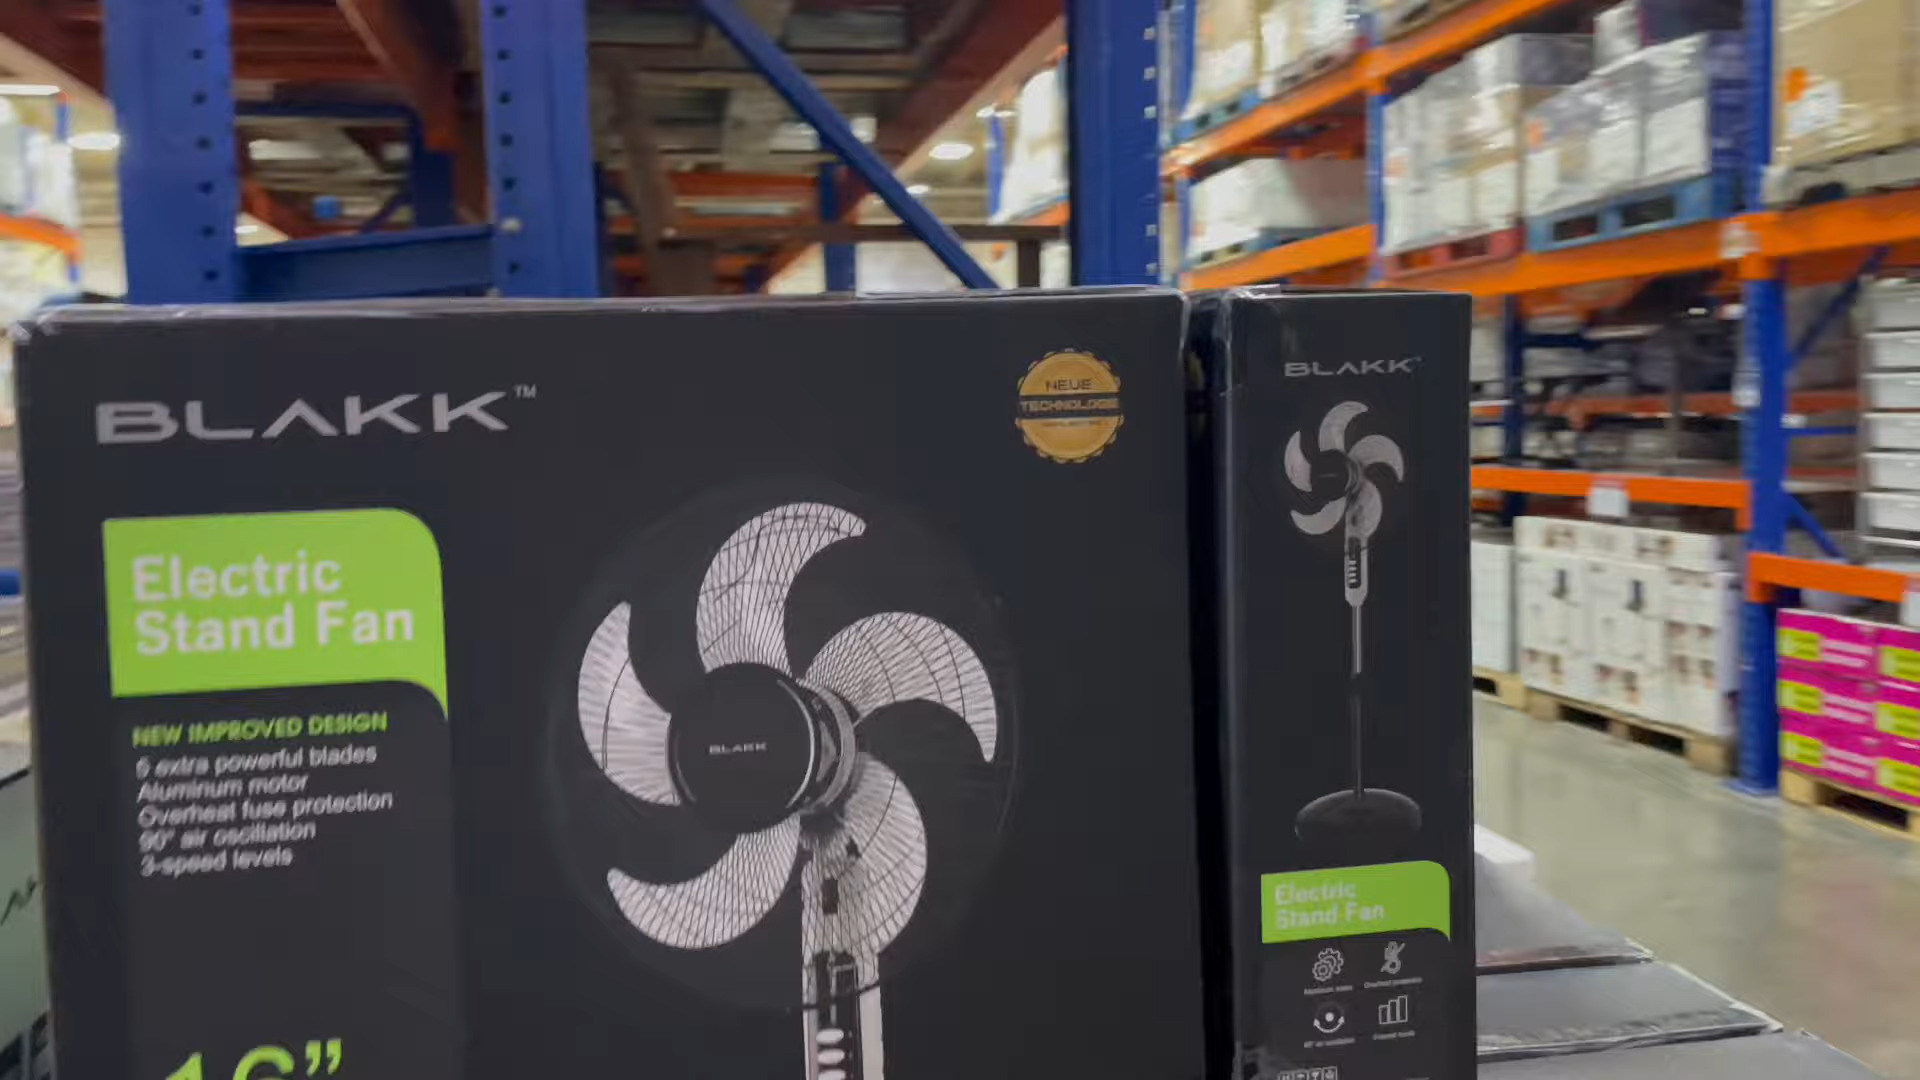 BLAKK™
NEUE
TECHNOLOGIE
Electric
Stand Fan
NEW IMPROVED DESIGN
5 extra powerful blades
Aluminum motor
Overheat fuse protection
90° air oscillation
3-speed levels
16”
BLAKK
BLAKK
Electric
Stand Fan